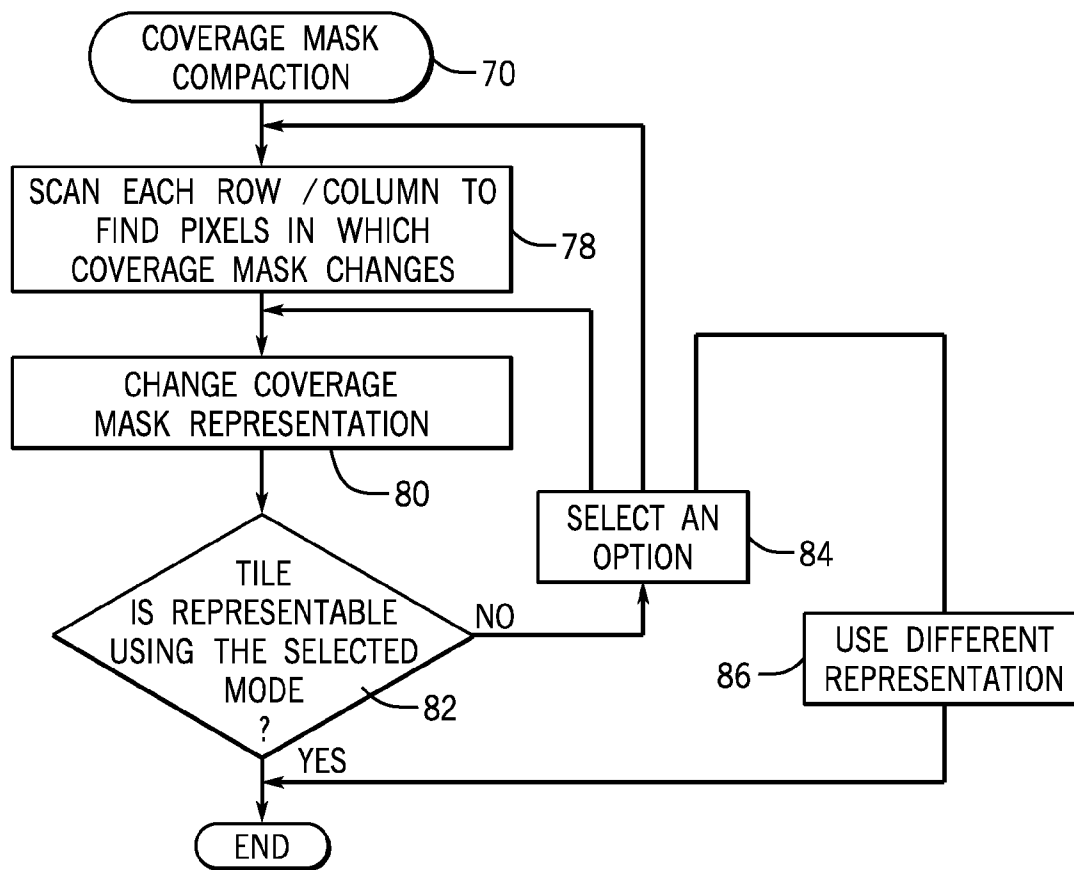 COVERAGE MASK
COMPACTION
70
SCAN EACH ROW /COLUMN TO
FIND PIXELS IN WHICH
COVERAGE MASK CHANGES
78
CHANGE COVERAGE
MASK REPRESENTATION
80
SELECT AN
OPTION
84
TILE
IS REPRESENTABLE
USING THE SELECTED
MODE
?
82
NO
YES
USE DIFFERENT
REPRESENTATION
86
END